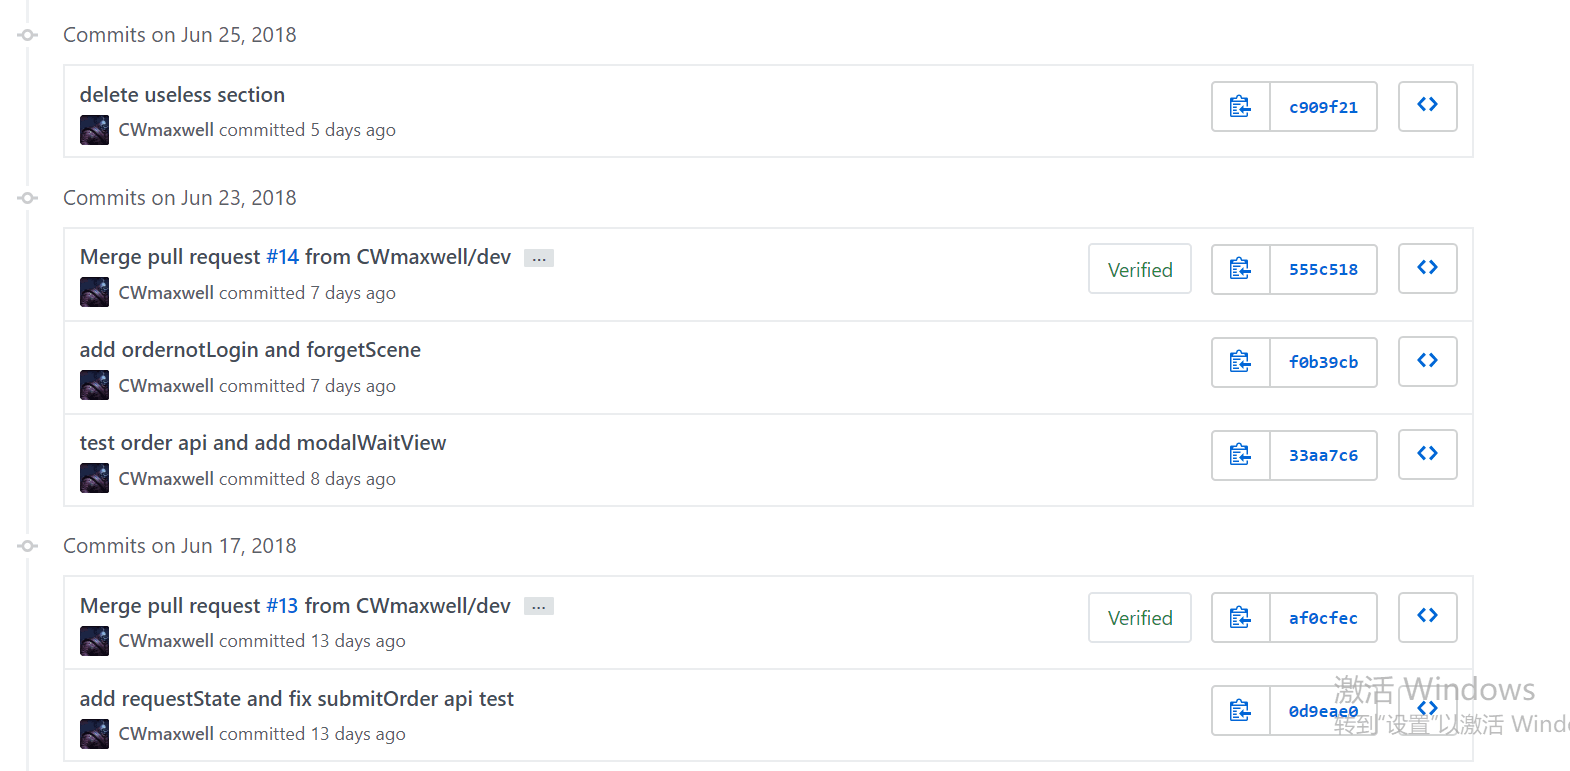 Commits on Jun 25, 2018
delete useless section
c909f21
CWmaxwell committed 5 days ago
Commits on Jun 23, 2018
Merge pull request #14 from CWmaxwell/dev ...
Verified
555c518
CWmaxwell committed 7 days ago
add ordernotLogin and forgetScene
f0b39cb
CWmaxwell committed 7 days ago
test order api and add modalWaitView
33aa7c6
CWmaxwell committed 8 days ago
Commits on Jun 17, 2018
Merge pull request #13 from CWmaxwell/dev ...
Verified
af0cfec
CWmaxwell committed 13 days ago
add requestState and fix submitOrder api test
0d9eae0
CWmaxwell committed 13 days ago
激活 Windows
转到“设置”以激活 Windo